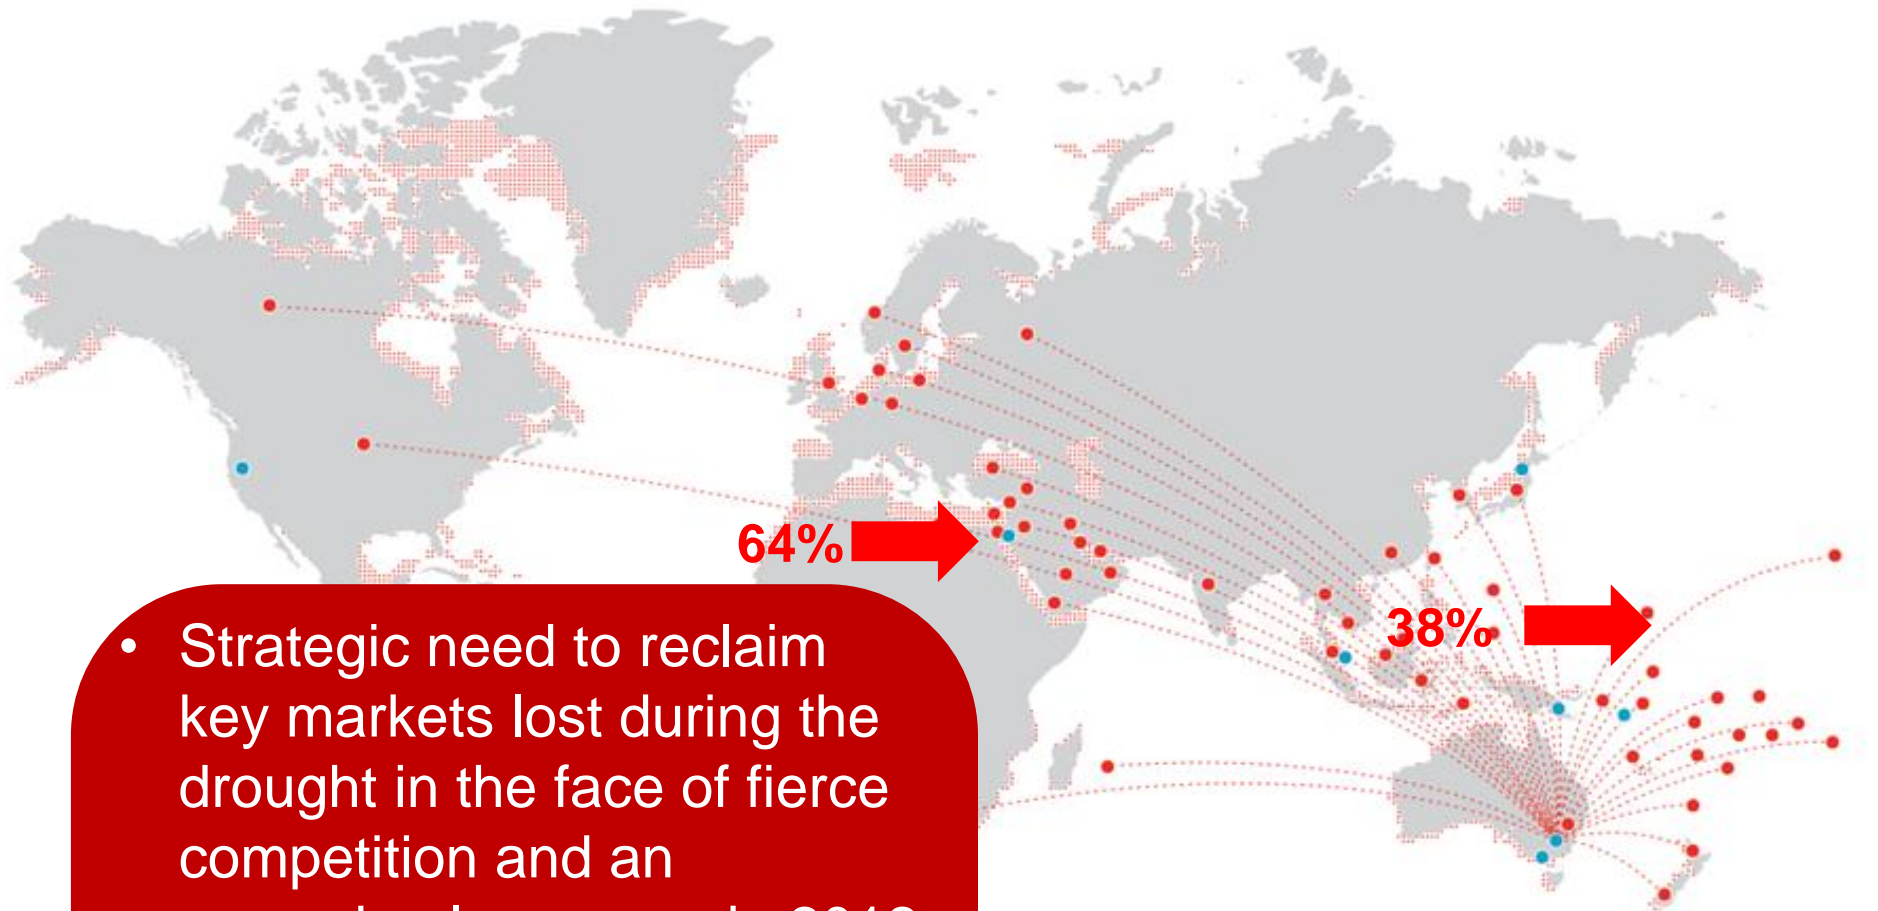 64%
38%
• Strategic need to reclaim
key markets lost during the
drought in the face of fierce
competition and an
2012